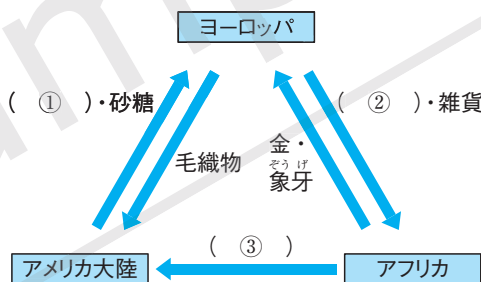 ヨーロッパ
( ① )・砂糖
( ② )・雑貨
毛織物
金・
ぞう げ
象牙
( ③ )
アメリカ大陸
アフリカ